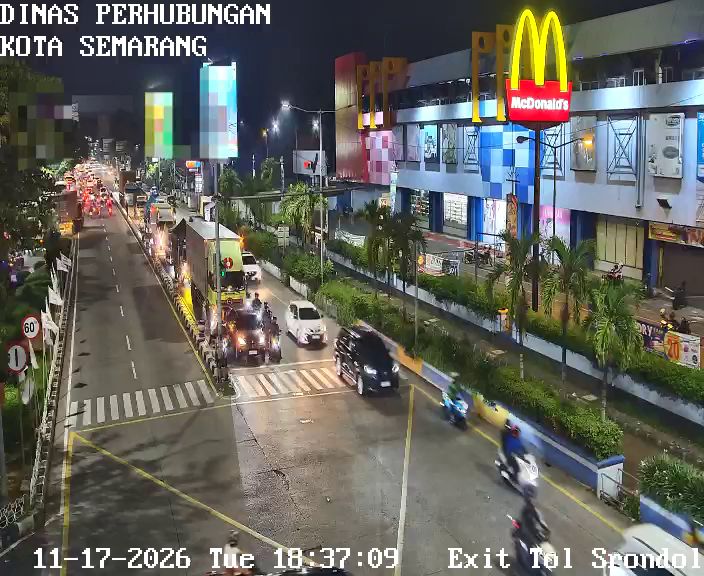 DINAS PERHUBUNGAN
KOTA SEMARANG
McDonald's
60
11-17-2026 Tue 18:37:09 Exit Tol Srondol